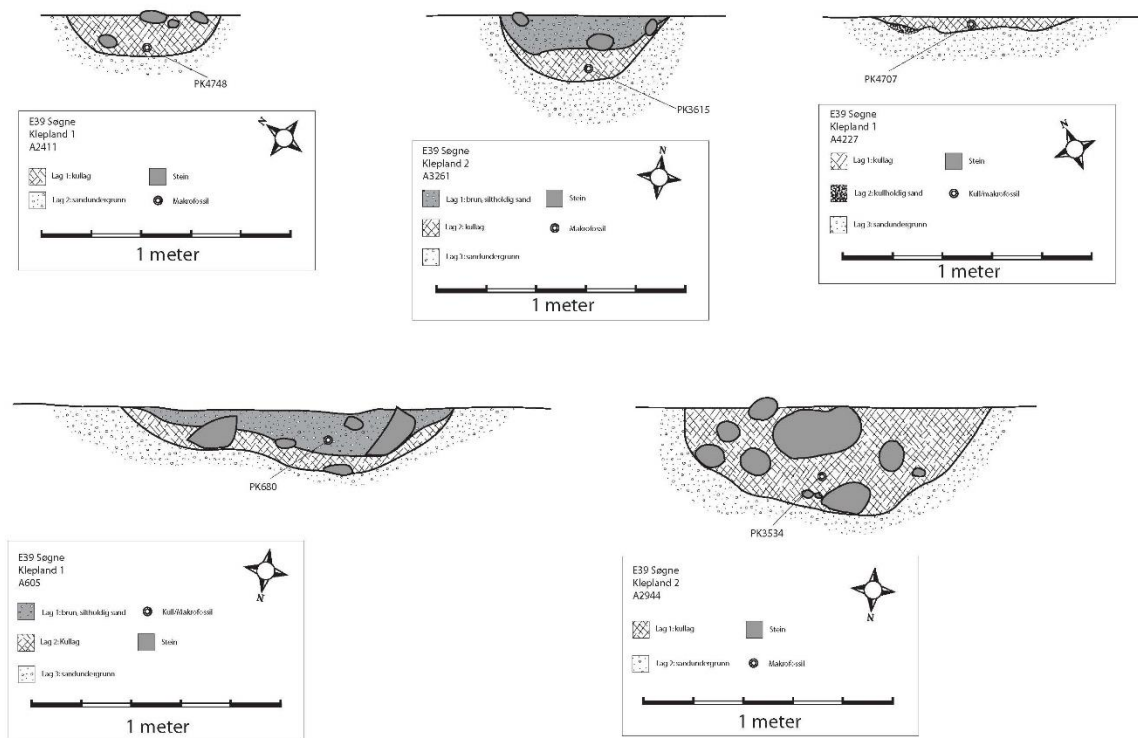 PK4748
E39 Søgne
Klepland 1
A2411
N
Lag 1: kullag
Stein
Lag 2: sandundergrunn
Makrofossil
1 meter
PK3615
E39 Søgne
Klepland 2
A3261
N
Lag 1: brun, siltholdig sand
Stein
Lag 2: kullag
Makrofossil
Lag 3: sandundergrunn
1 meter
PK4707
E39 Søgne
Klepland 1
A4227
N
Lag 1: kullag
Stein
Lag 2: kullholdig sand
Kull/makrofossil
Lag 3: sandundergrunn
1 meter
PK680
E39 Søgne
Klepland 1
A605
N
Lag 1: brun, siltholdig sand
Kull/Makrofossil
Lag 2: Kullag
Stein
Lag 3: sandundergrunn
1 meter
PK3534
E39 Søgne
Klepland 2
A2944
N
Lag 1: kullag
Stein
Lag 2: sandundergrunn
Makrofossil
1 meter